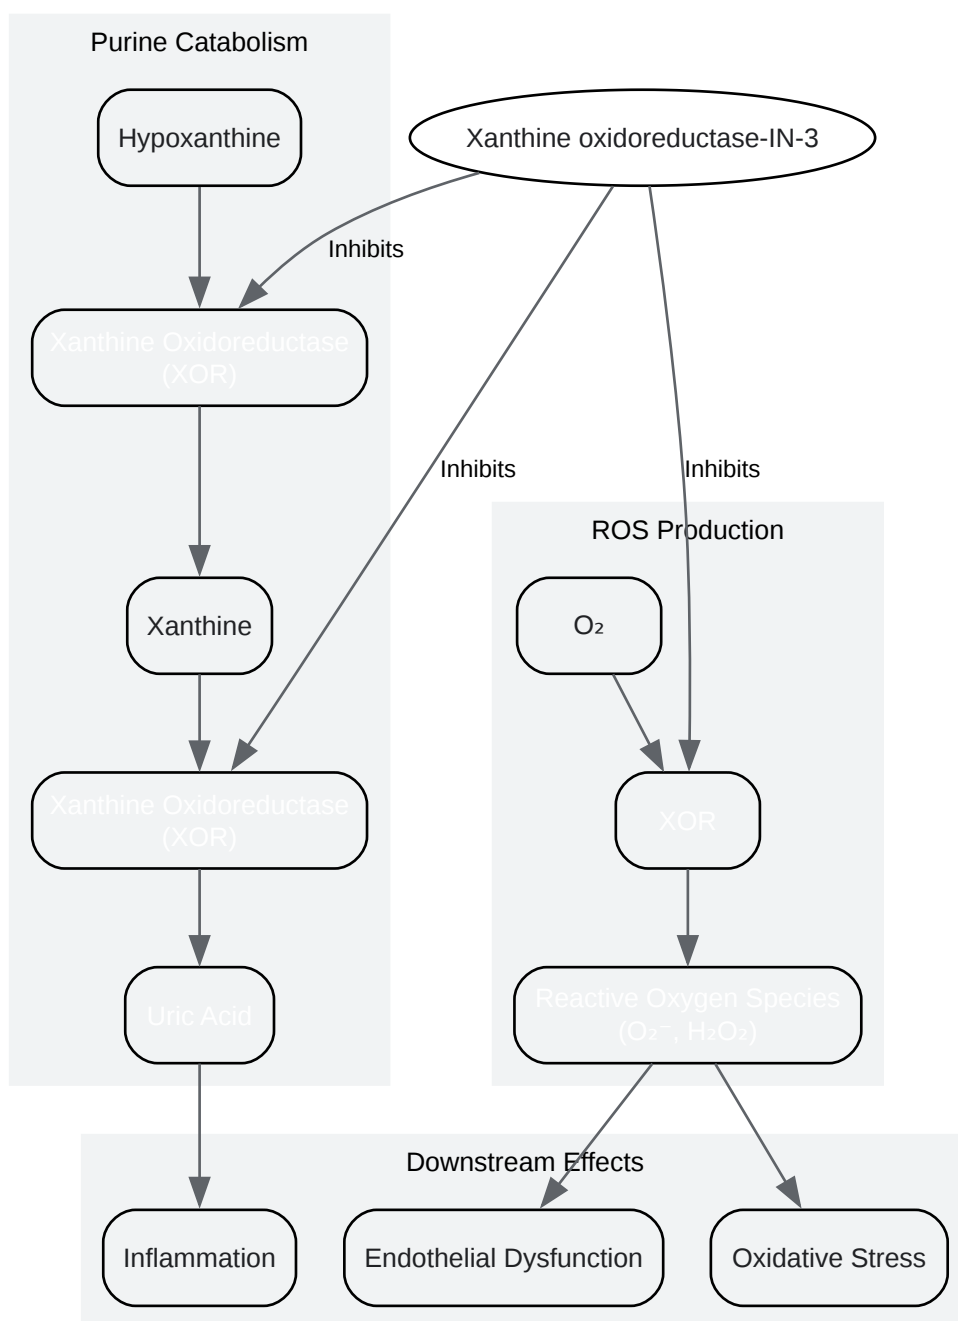 Purine Catabolism
Hypoxanthine
Xanthine oxidoreductase-IN-3
Inhibits
Xanthine Oxidoreductase
(XOR)
Inhibits
Inhibits
ROS Production
Xanthine
O₂
Xanthine Oxidoreductase
(XOR)
XOR
Uric Acid
Reactive Oxygen Species
(O₂⁻, H₂O₂)
Downstream Effects
Inflammation
Endothelial Dysfunction
Oxidative Stress